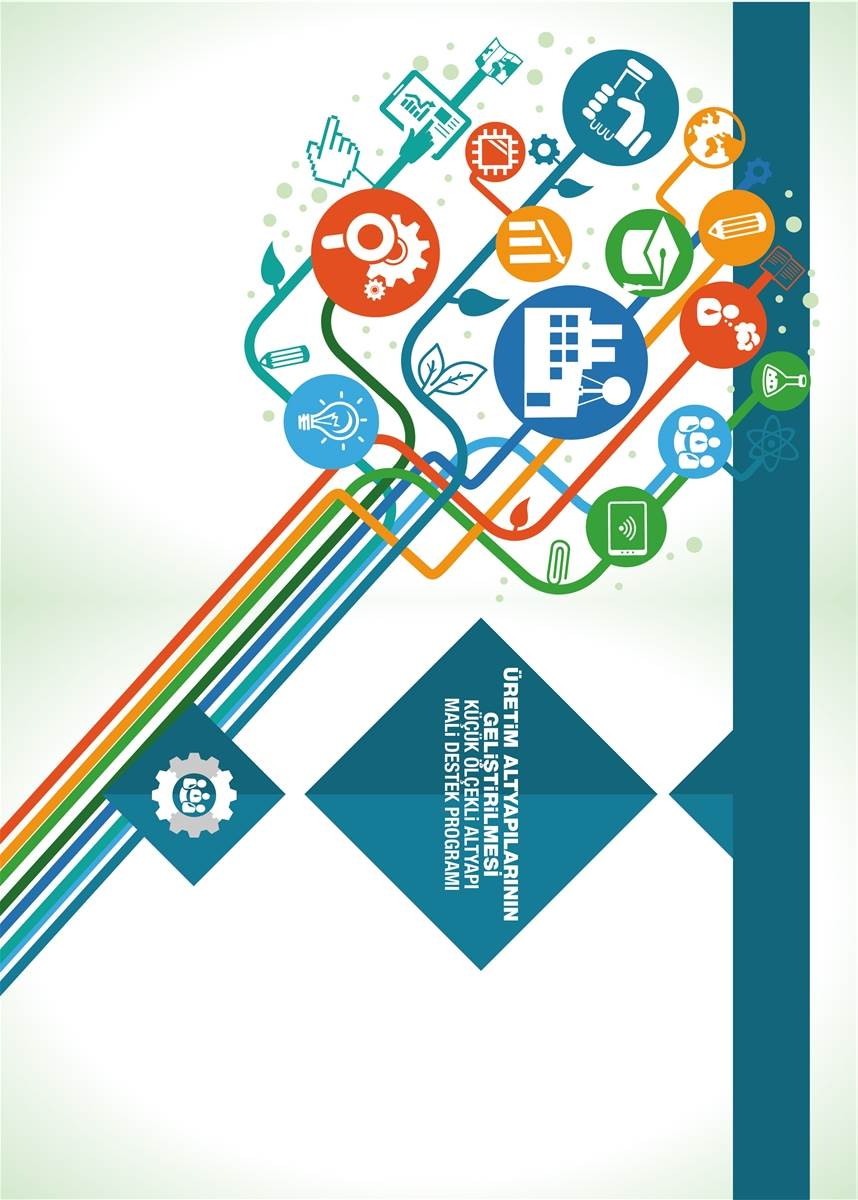 ÜRETİM ALTYAPILARININ
GELİŞTİRİLMESİ
KÜÇÜK ÖLÇEKLİ ALTYAPI
MALİ DESTEK PROGRAMI